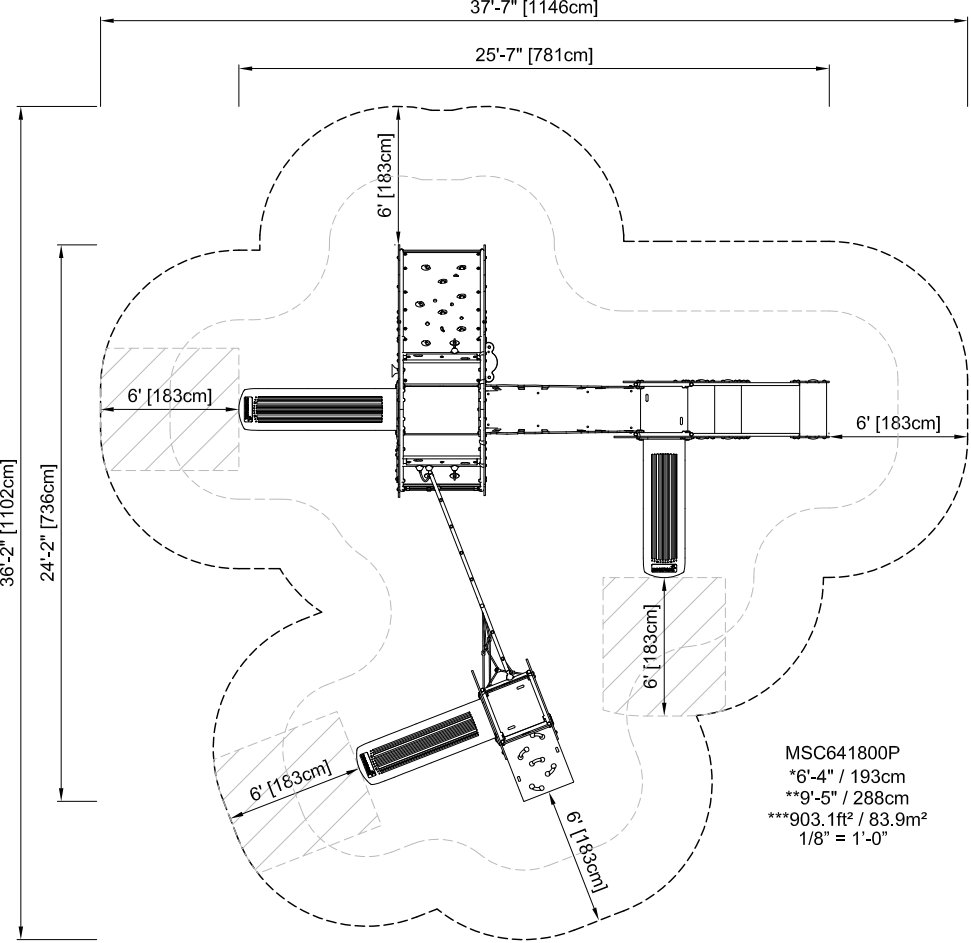 37'-7" [1146cm]
25'-7" [781cm]
6' [183cm]
6' [183cm]
6' [183cm]
36'-2" [1102cm]
24'-2" [736cm]
6' [183cm]
6' [183cm]
6' [183cm]
MSC641800P
*6'-4" / 193cm
**9'-5" / 288cm
***903.1ft² / 83.9m²
1/8" = 1'-0"